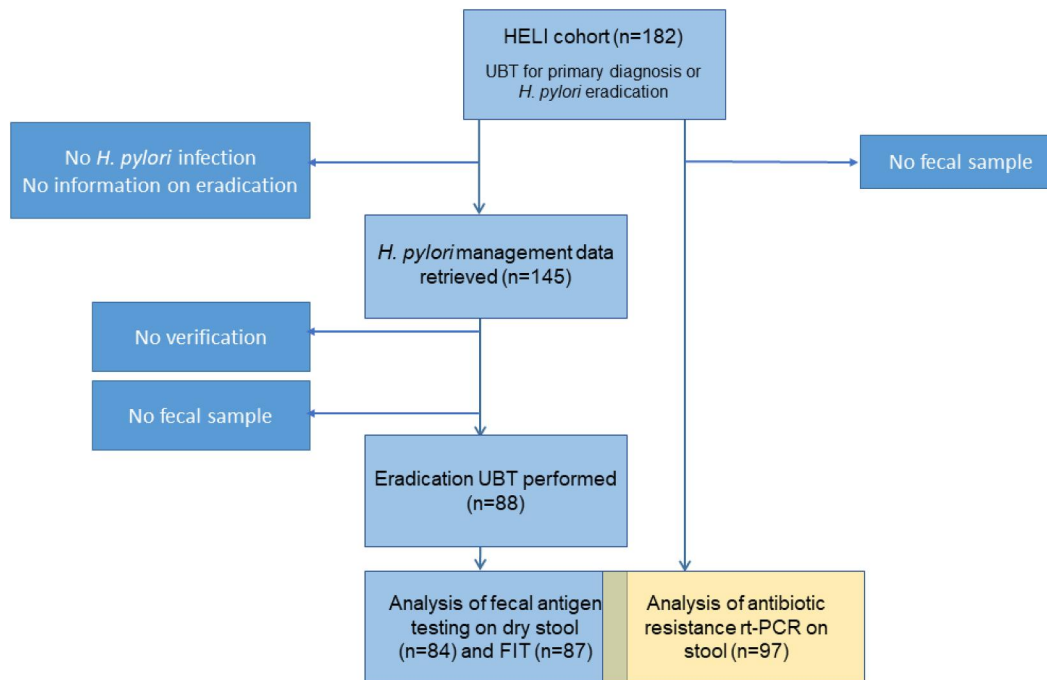 HELI cohort (n=182)
UBT for primary diagnosis or
H. pylori eradication
No H. pylori infection
No information on eradication
No fecal sample
H. pylori management data
retrieved (n=145)
No verification
No fecal sample
Eradication UBT performed
(n=88)
Analysis of fecal antigen
testing on dry stool
(n=84) and FIT (n=87)
Analysis of antibiotic
resistance rt-PCR on
stool (n=97)